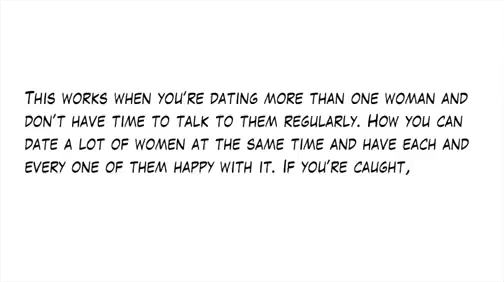 This works when you're dating more than one woman and
don't have time to talk to them regularly. How you can
date a lot of women at the same time and have each and
every one of them happy with it. If you're caught,